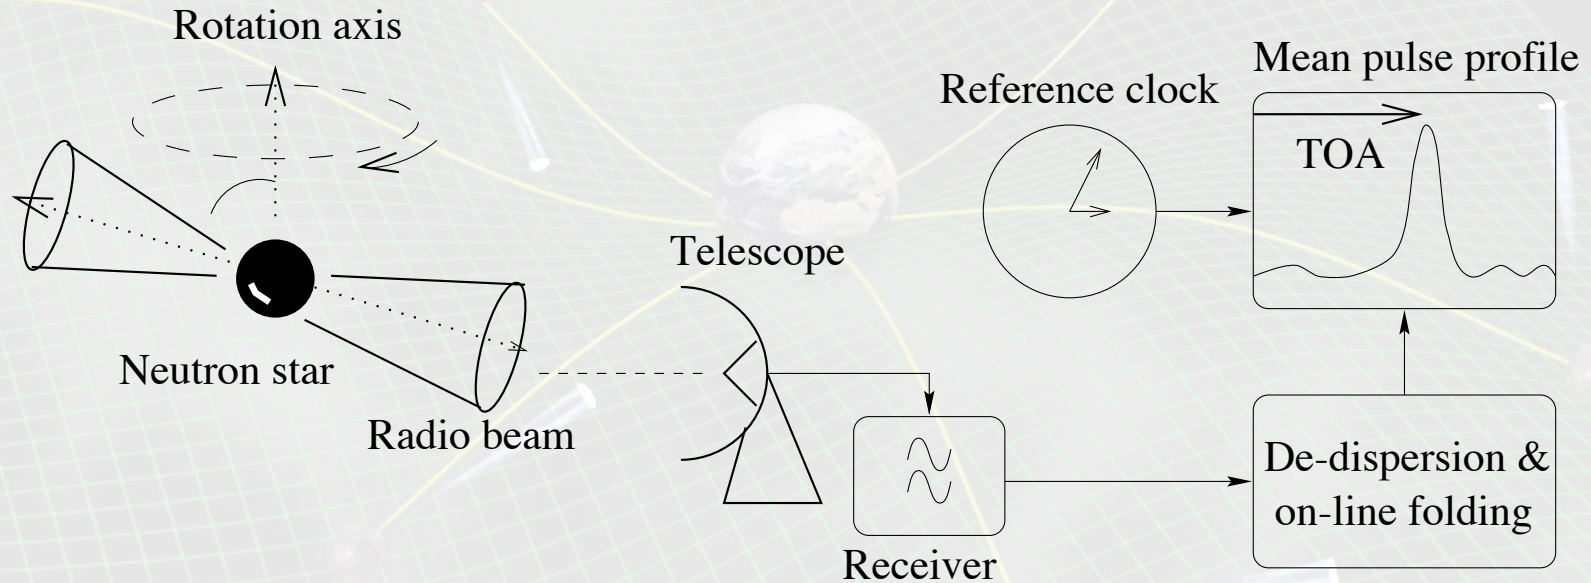 Rotation axis
Neutron star
Radio beam
Telescope
Receiver
Reference clock
Mean pulse profile
TOA
De-dispersion &
on-line folding